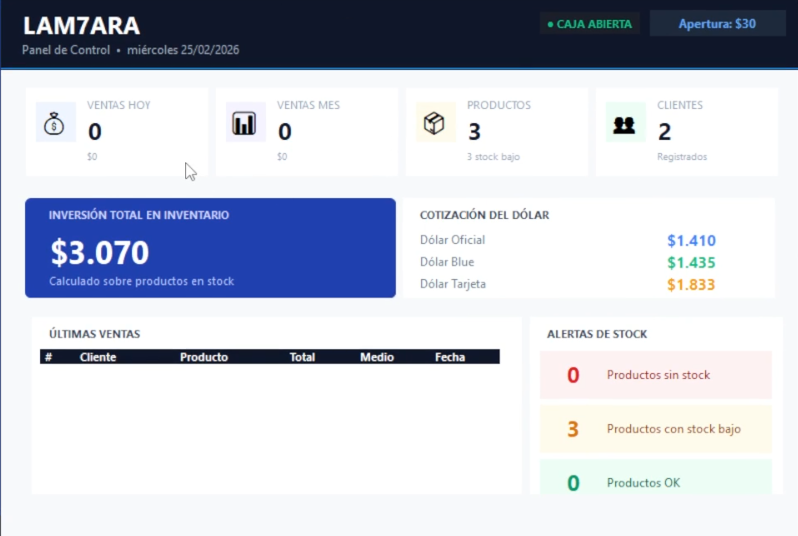 LAM7ARA
Panel de Control • miércoles 25/02/2026
● CAJA ABIERTA
Apertura: $30
VENTAS HOY
0
$0
VENTAS MES
0
$0
PRODUCTOS
3
3 stock bajo
CLIENTES
2
Registrados
INVERSIÓN TOTAL EN INVENTARIO
$3.070
Calculado sobre productos en stock
COTIZACIÓN DEL DÓLAR
Dólar Oficial $1.410
Dólar Blue $1.435
Dólar Tarjeta $1.833
ÚLTIMAS VENTAS
# Cliente Producto Total Medio Fecha
ALERTAS DE STOCK
0 Productos sin stock
3 Productos con stock bajo
0 Productos OK